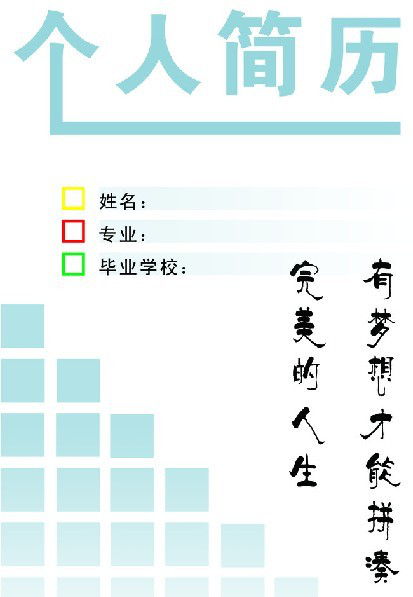 个人简历
姓名：
专业：
毕业学校：
有梦想才能拼凑
完美的人生